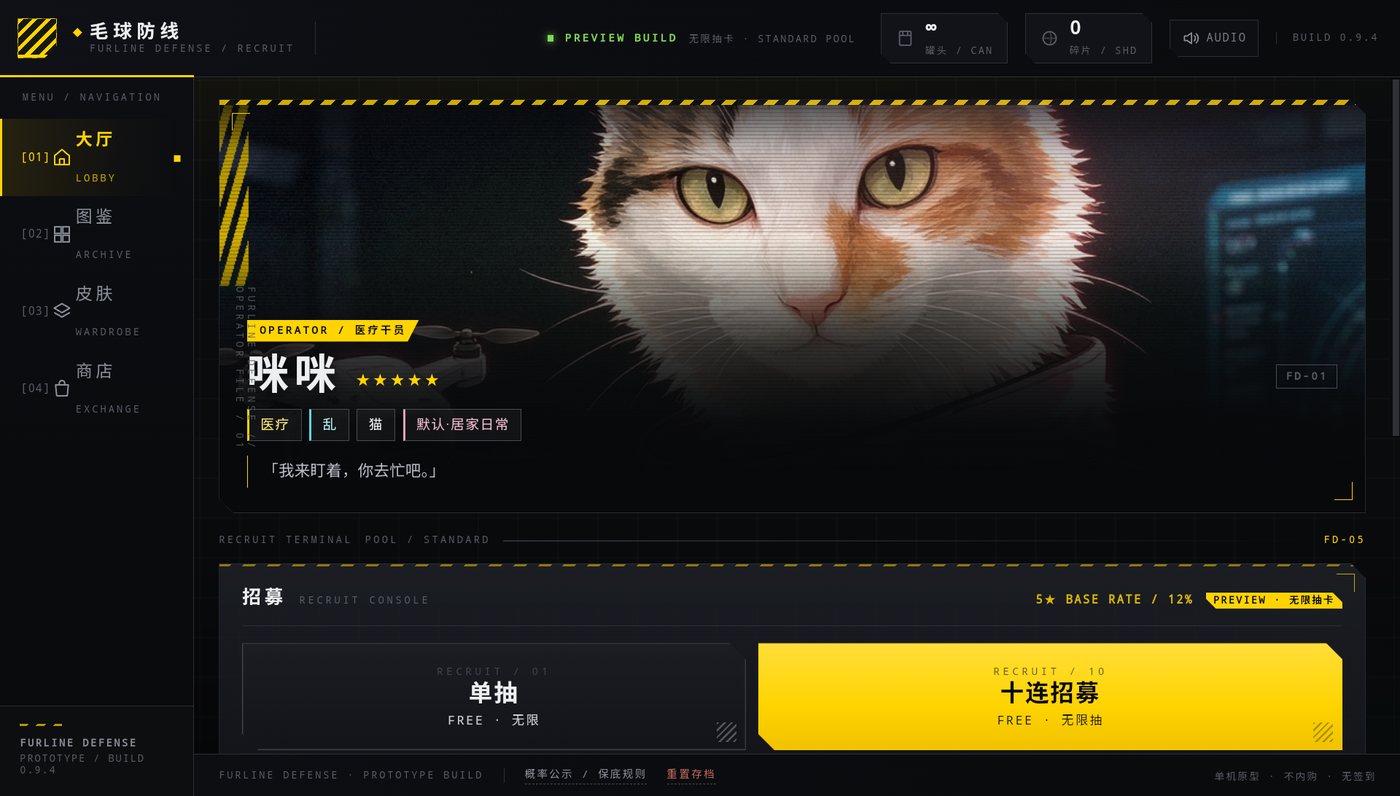 毛球防线
FURLINE DEFENSE / RECRUIT
PREVIEW BUILD 无限抽卡 · STANDARD POOL
∞
罐头 / CAN
0
碎片 / SHD
AUDIO
BUILD 0.9.4
MENU / NAVIGATION
[01] 大厅
LOBBY
[02] 图鉴
ARCHIVE
[03] 皮肤
WARDROBE
[04] 商店
EXCHANGE
FURLINE DEFENSE
PROTOTYPE / BUILD
0.9.4
FURLINE DEFENSE //
OPERATOR FILE / 01
OPERATOR / 医疗干员
咪咪 ★★★★★
医疗 乱 猫 默认·居家日常
「我来盯着，你去忙吧。」
FD-01
RECRUIT TERMINAL POOL / STANDARD
FD-05
招募 RECRUIT CONSOLE
5★ BASE RATE / 12% PREVIEW · 无限抽卡
RECRUIT / 01
单抽
FREE · 无限
RECRUIT / 10
十连招募
FREE · 无限抽
FURLINE DEFENSE · PROTOTYPE BUILD
概率公示 / 保底规则 重置存档
单机原型 · 不内购 · 无签到